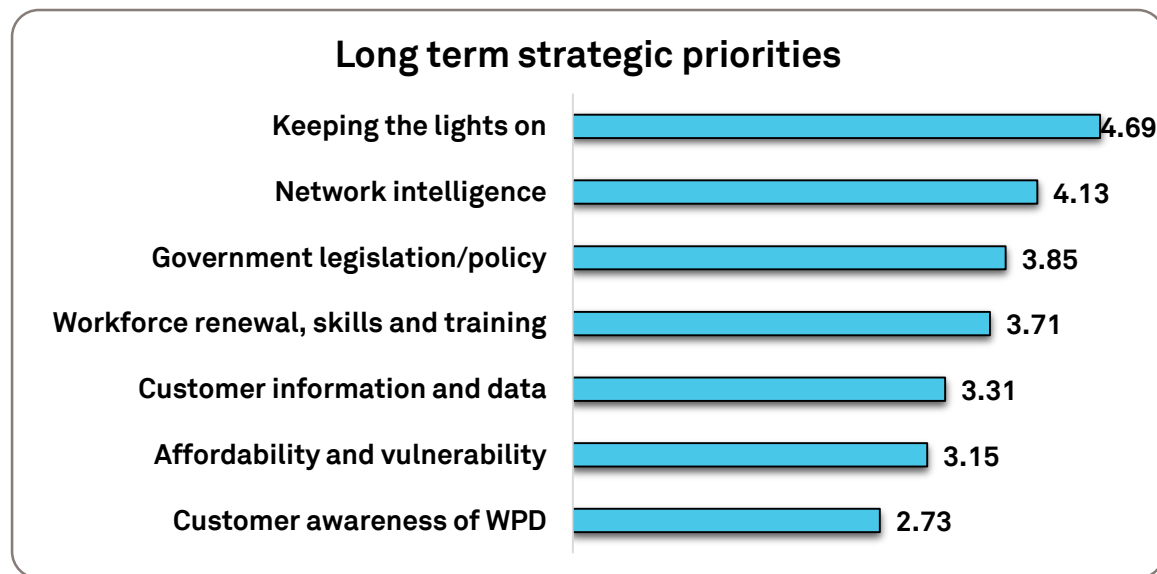 Long term strategic priorities
Keeping the lights on 4.69
Network intelligence 4.13
Government legislation/policy 3.85
Workforce renewal, skills and training 3.71
Customer information and data 3.31
Affordability and vulnerability 3.15
Customer awareness of WPD 2.73